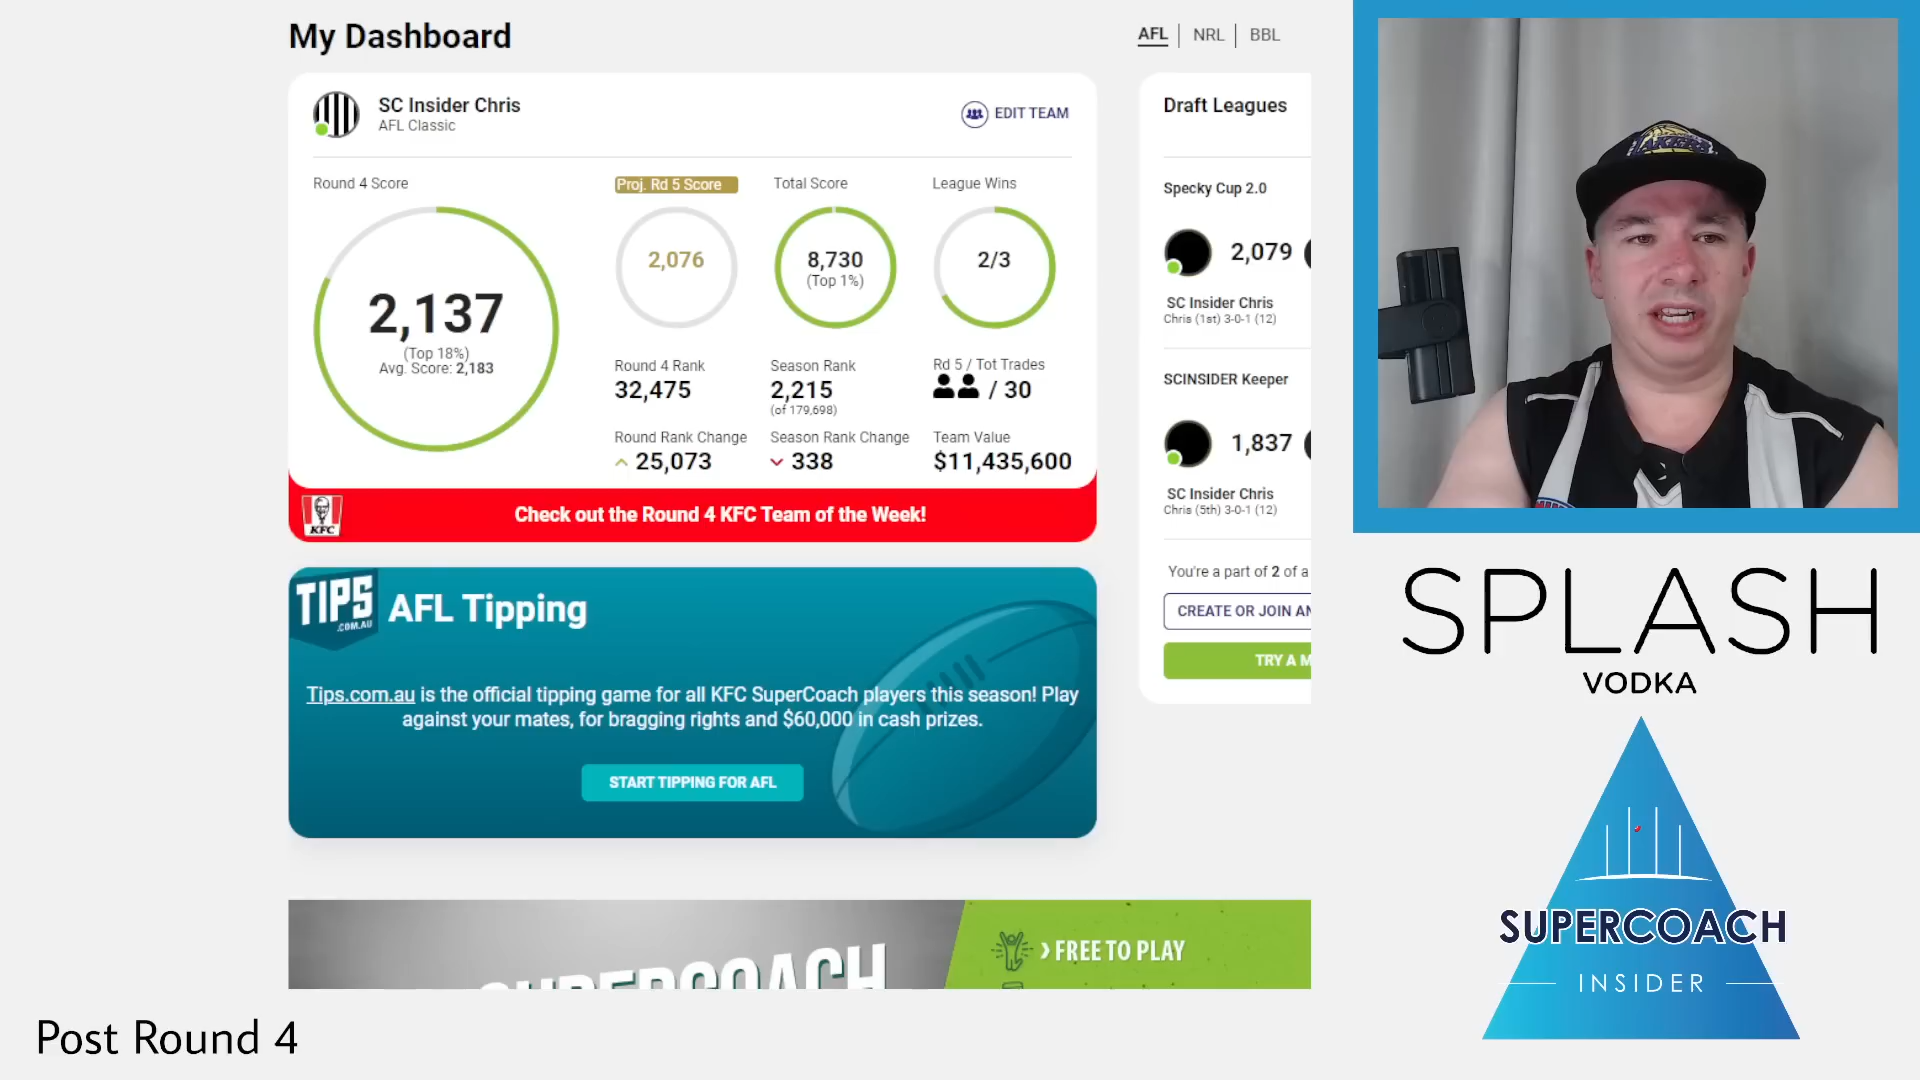 My Dashboard
AFL
NRL
BBL
SC Insider Chris
AFL Classic
EDIT TEAM
Round 4 Score
2,137
(Top 18%)
Avg. Score: 2,183
Proj. Rd 5 Score
2,076
Total Score
8,730
(Top 1%)
League Wins
2/3
Round 4 Rank
32,475
Season Rank
2,215
(of 179,698)
Rd 5 / Tot Trades
/ 30
Round Rank Change
25,073
Season Rank Change
338
Team Value
$11,435,600
KFC
Check out the Round 4 KFC Team of the Week!
TIPS
.COM.AU
AFL Tipping
Tips.com.au is the official tipping game for all KFC SuperCoach players this season! Play
against your mates, for bragging rights and $60,000 in cash prizes.
START TIPPING FOR AFL
SUPERCOACH
FREE TO PLAY
Draft Leagues
Specky Cup 2.0
2,079
SC Insider Chris
Chris (1st) 3-0-1 (12)
SCINSIDER Keeper
1,837
SC Insider Chris
Chris (5th) 3-0-1 (12)
You're a part of 2 of a
CREATE OR JOIN AN
TRY A M
LAKERS
SPLASH
VODKA
SUPERCOACH
INSIDER
Post Round 4